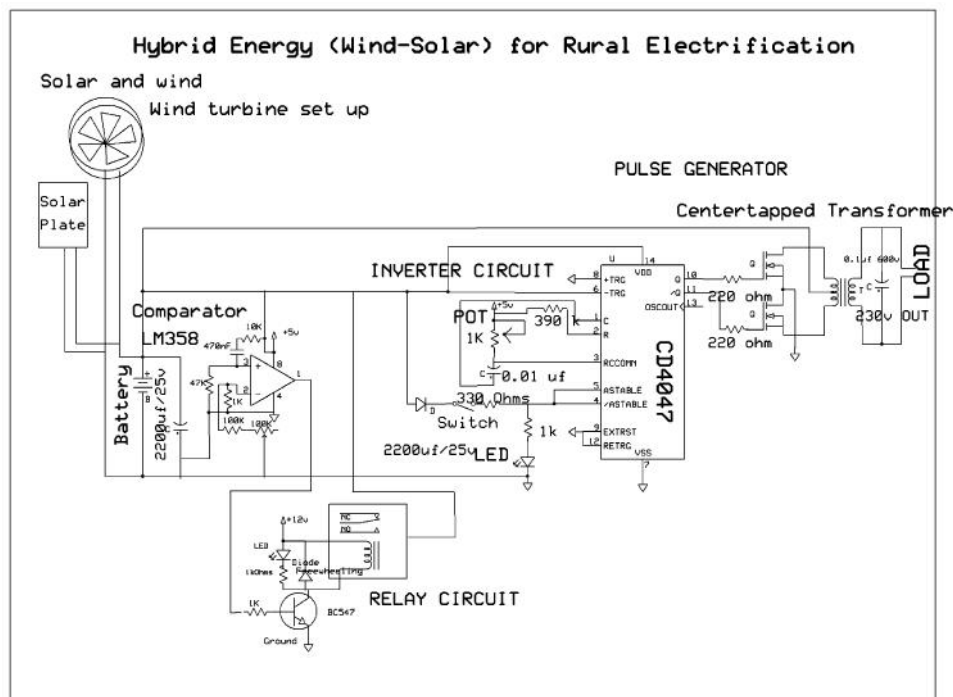 Hybrid Energy (Wind-Solar) for Rural Electrification
Solar and wind
Wind turbine set up
Solar
Plate
PULSE GENERATOR
Centertapped Transformer
INVERTER CIRCUIT
Comparator
LM358
10K
+5v
470nF
47K
1K
100K
100K
3
2
8
4
1
+
-
Battery
+
B
2200uf/25v
C
POT
+5v
1K
390 k
C
0.01 uf
330 Ohms
D
Switch
2200uf/25v
LED
1k
U
14
VDD
8
+TRG
6
-TRG
1
C
2
R
3
RCCOMN
5
ASTABLE
4
/ASTABLE
9
EXTRST
12
RETRG
VSS
7
Q
10
/Q
11
OSCOUT
13
CD4047
220 ohm
220 ohm
Q
Q
T
0.1uf 600v
C
230v OUT
LOAD
+12v
NC
NO
LED
Diode
Freewheeling
1kOhms
1K
BC547
Ground
RELAY CIRCUIT